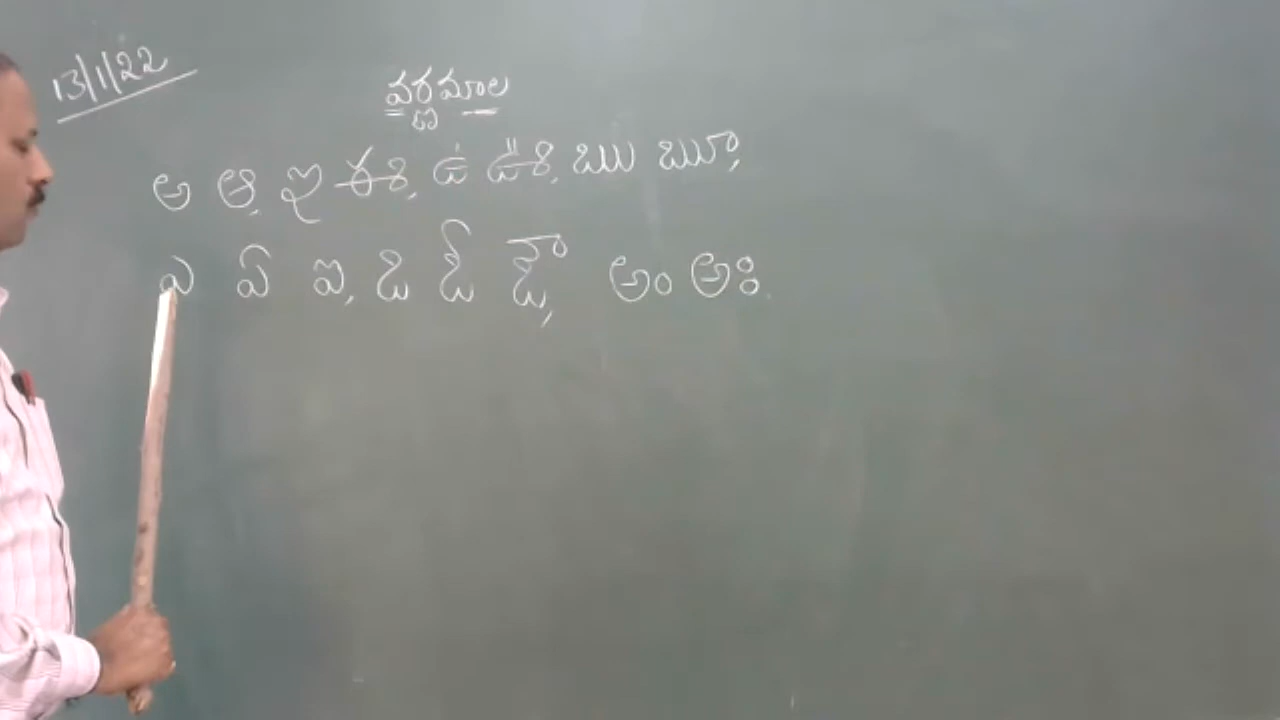 13/1/22
వర్ణమాల
అ ఆ, ఇ ఈ, ఉ ఊ, ఋ ౠ,
ఎ ఏ ఐ, ఒ ఓ ఔ, అం అః